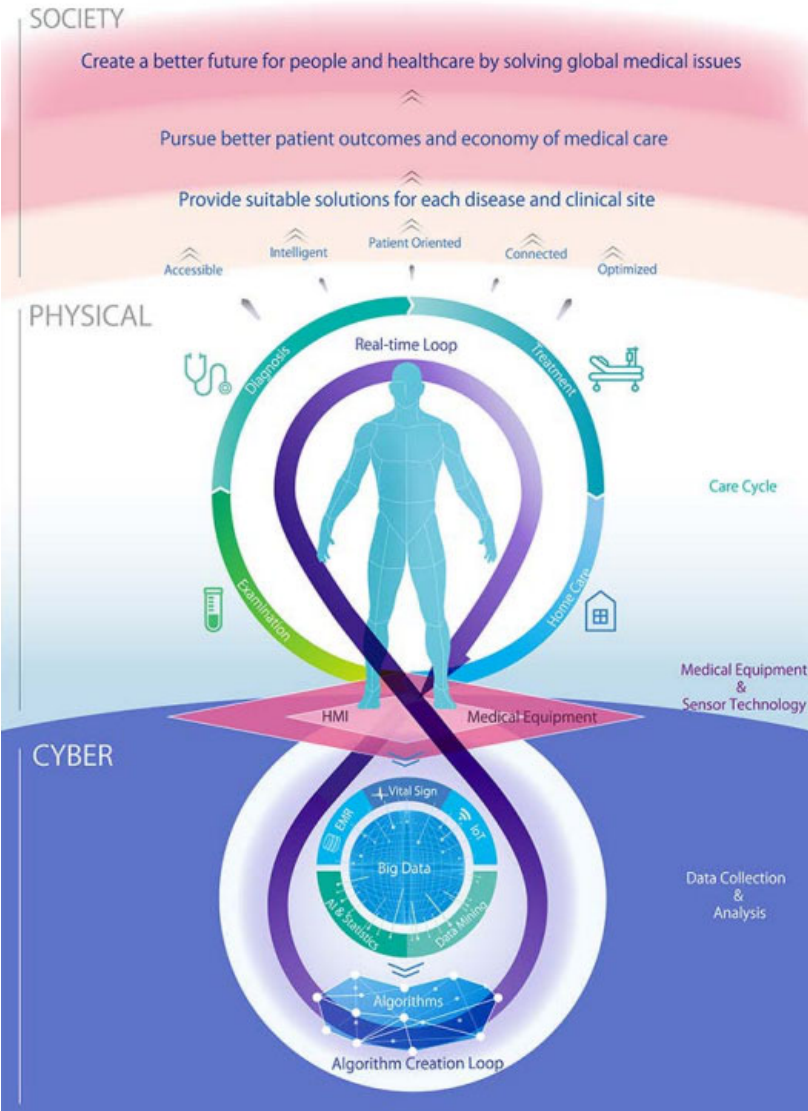 SOCIETY
Create a better future for people and healthcare by solving global medical issues
Pursue better patient outcomes and economy of medical care
Provide suitable solutions for each disease and clinical site
Accessible
Intelligent
Patient Oriented
Connected
Optimized
PHYSICAL
Real-time Loop
Diagnosis
Treatment
Care Cycle
Examination
Home Care
Medical Equipment
&
Sensor Technology
HMI
Medical Equipment
CYBER
Vital Sign
EMR
IoT
Big Data
AI & Statistics
Data Mining
Data Collection
&
Analysis
Algorithms
Algorithm Creation Loop